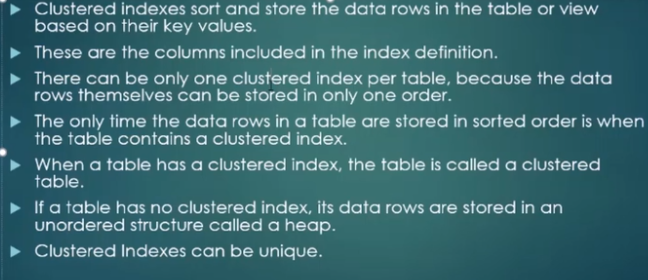 Clustered indexes sort and store the data rows in the table or view
based on their key values.
These are the columns included in the index definition.
There can be only one clustered index per table, because the data
rows themselves can be stored in only one order.
The only time the data rows in a table are stored in sorted order is when
the table contains a clustered index.
When a table has a clustered index, the table is called a clustered
table.
If a table has no clustered index, its data rows are stored in an
unordered structure called a heap.
Clustered Indexes can be unique.